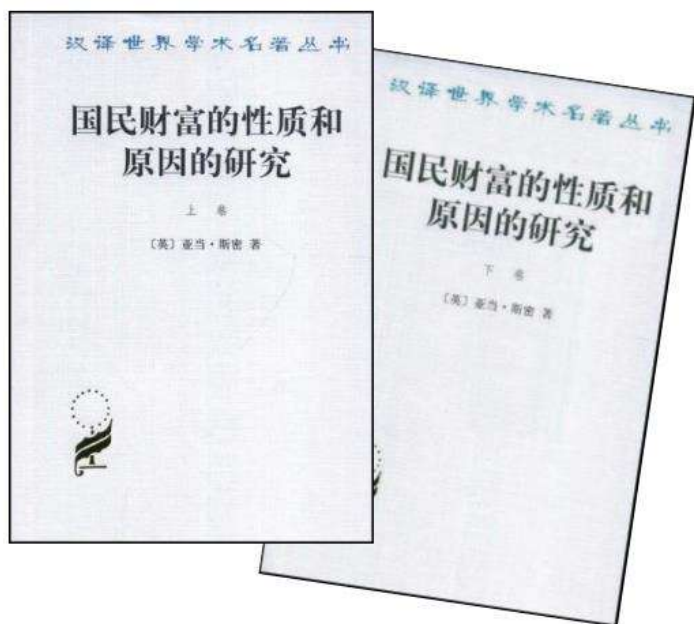 汉译世界学术名著丛书
国民财富的性质和
原因的研究
上 卷
〔英〕亚当·斯密 著
汉译世界学术名著丛书
国民财富的性质和
原因的研究
下 卷
〔英〕亚当·斯密 著